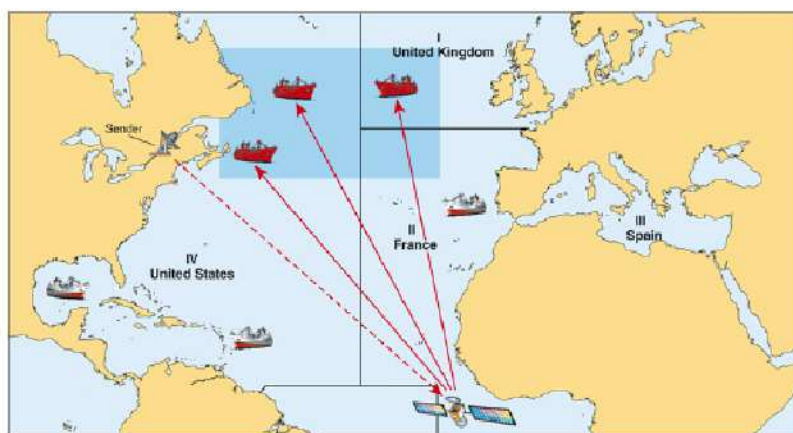 I
United Kingdom
Sender
II
France
III
Spain
IV
United States